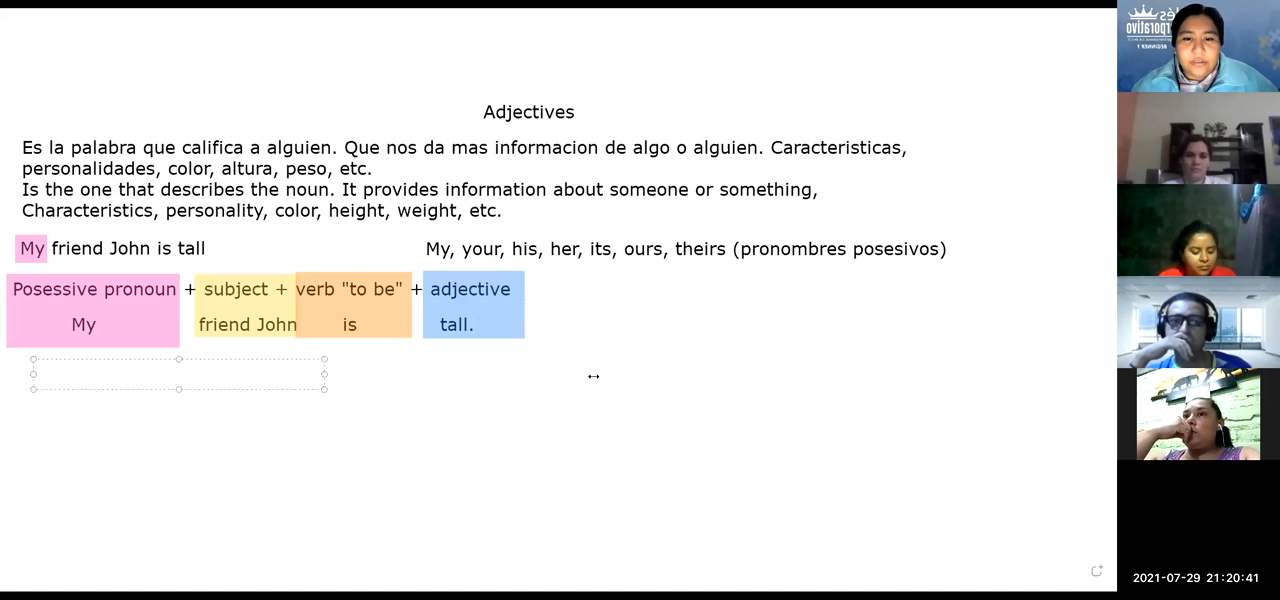 Adjectives
Es la palabra que califica a alguien. Que nos da mas informacion de algo o alguien. Caracteristicas,
personalidades, color, altura, peso, etc.
Is the one that describes the noun. It provides information about someone or something,
Characteristics, personality, color, height, weight, etc.
My friend John is tall
My, your, his, her, its, ours, theirs (pronombres posesivos)
Posessive pronoun + subject + verb "to be" + adjective
My friend John is tall.
BEGINNER 1
2021-07-29 21:20:41